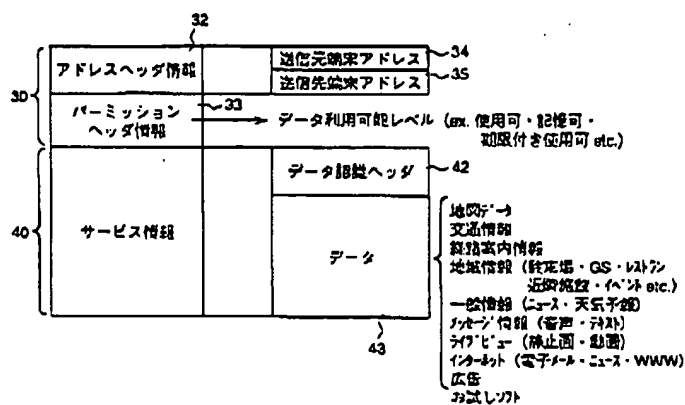 32
34
35
30
アドレスヘッダ情報
送信元端末アドレス
送信先端末アドレス
33
パーミッション
ヘッダ情報
データ利用可能レベル (ex. 使用可・記憶可・
期限付き使用可 etc.)
40
サービス情報
42
データ認識ヘッダ
データ
43
地図データ
交通情報
経路案内情報
地域情報 (駐車場・GS・レストラン
近隣施設・イベント etc.)
一般情報 (ニュース・天気予報)
メッセージ情報 (音声・テキスト)
ライブビュー (静止画・動画)
インターネット (電子メール・ニュース・WWW)
広告
お試しソフト